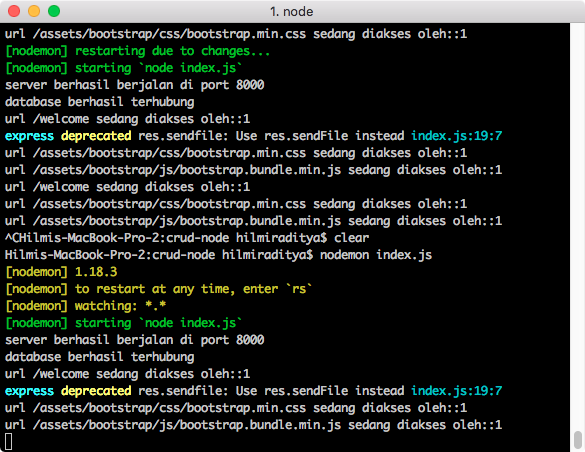 1. node
url /assets/bootstrap/css/bootstrap.min.css sedang diakses oleh::1
[nodemon] restarting due to changes...
[nodemon] starting `node index.js`
server berhasil berjalan di port 8000
database berhasil terhubung
url /welcome sedang diakses oleh::1
express deprecated res.sendfile: Use res.sendFile instead index.js:19:7
url /assets/bootstrap/css/bootstrap.min.css sedang diakses oleh::1
url /assets/bootstrap/js/bootstrap.bundle.min.js sedang diakses oleh::1
url /welcome sedang diakses oleh::1
url /assets/bootstrap/css/bootstrap.min.css sedang diakses oleh::1
url /assets/bootstrap/js/bootstrap.bundle.min.js sedang diakses oleh::1
^CHilmis-MacBook-Pro-2:crud-node hilmiraditya$ clear
Hilmis-MacBook-Pro-2:crud-node hilmiraditya$ nodemon index.js
[nodemon] 1.18.3
[nodemon] to restart at any time, enter `rs`
[nodemon] watching: *.*
[nodemon] starting `node index.js`
server berhasil berjalan di port 8000
database berhasil terhubung
url /welcome sedang diakses oleh::1
express deprecated res.sendfile: Use res.sendFile instead index.js:19:7
url /assets/bootstrap/css/bootstrap.min.css sedang diakses oleh::1
url /assets/bootstrap/js/bootstrap.bundle.min.js sedang diakses oleh::1